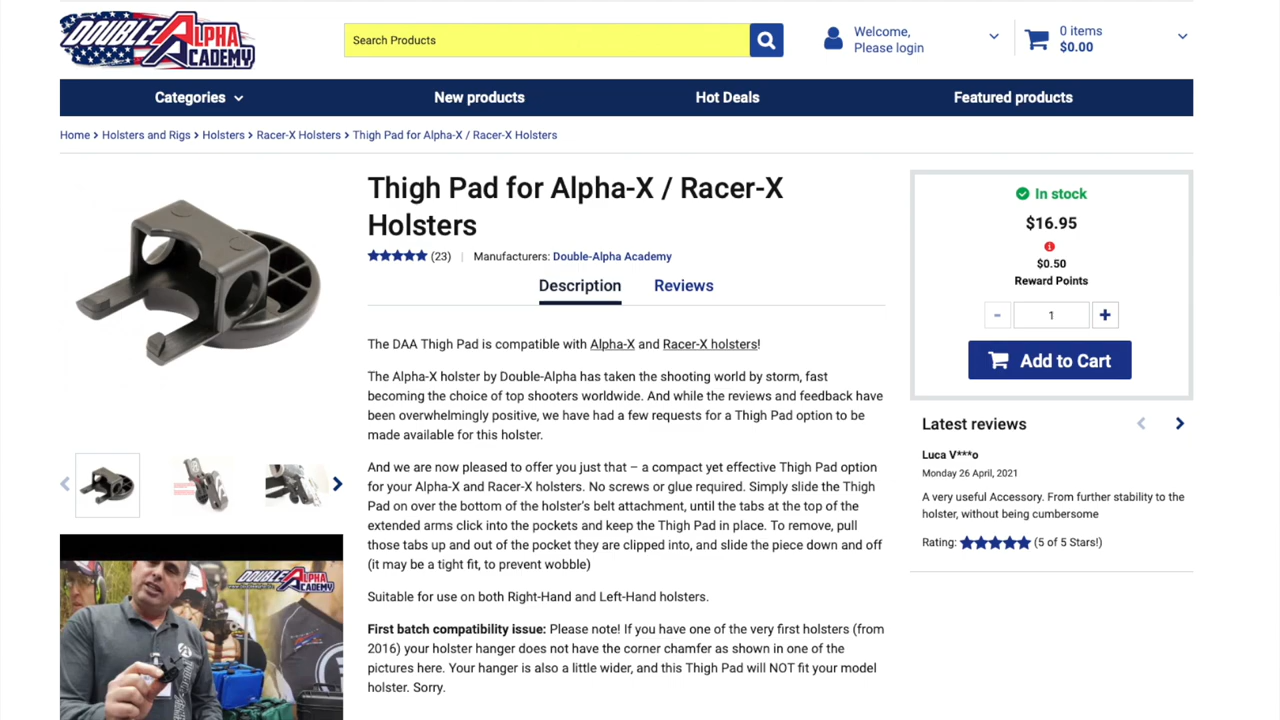 DOUBLE ALPHA ACADEMY
Search Products
Welcome,
Please login
0 items
$0.00
Categories
New products
Hot Deals
Featured products
Home > Holsters and Rigs > Holsters > Racer-X Holsters > Thigh Pad for Alpha-X / Racer-X Holsters
Thigh Pad for Alpha-X / Racer-X
Holsters
(23) | Manufacturers: Double-Alpha Academy
Description
Reviews
The DAA Thigh Pad is compatible with Alpha-X and Racer-X holsters!
The Alpha-X holster by Double-Alpha has taken the shooting world by storm, fast
becoming the choice of top shooters worldwide. And while the reviews and feedback have
been overwhelmingly positive, we have had a few requests for a Thigh Pad option to be
made available for this holster.
And we are now pleased to offer you just that – a compact yet effective Thigh Pad option
for your Alpha-X and Racer-X holsters. No screws or glue required. Simply slide the Thigh
Pad on over the bottom of the holster's belt attachment, until the tabs at the top of the
extended arms click into the pockets and keep the Thigh Pad in place. To remove, pull
those tabs up and out of the pocket they are clipped into, and slide the piece down and off
(it may be a tight fit, to prevent wobble)
Suitable for use on both Right-Hand and Left-Hand holsters.
First batch compatibility issue: Please note! If you have one of the very first holsters (from
2016) your holster hanger does not have the corner chamfer as shown in one of the
pictures here. Your hanger is also a little wider, and this Thigh Pad will NOT fit your model
holster. Sorry.
In stock
$16.95
$0.50
Reward Points
- 1 +
Add to Cart
Latest reviews
Luca V***o
Monday 26 April, 2021
A very useful Accessory. From further stability to the
holster, without being cumbersome
Rating: (5 of 5 Stars!)
DOUBLE ALPHA ACADEMY